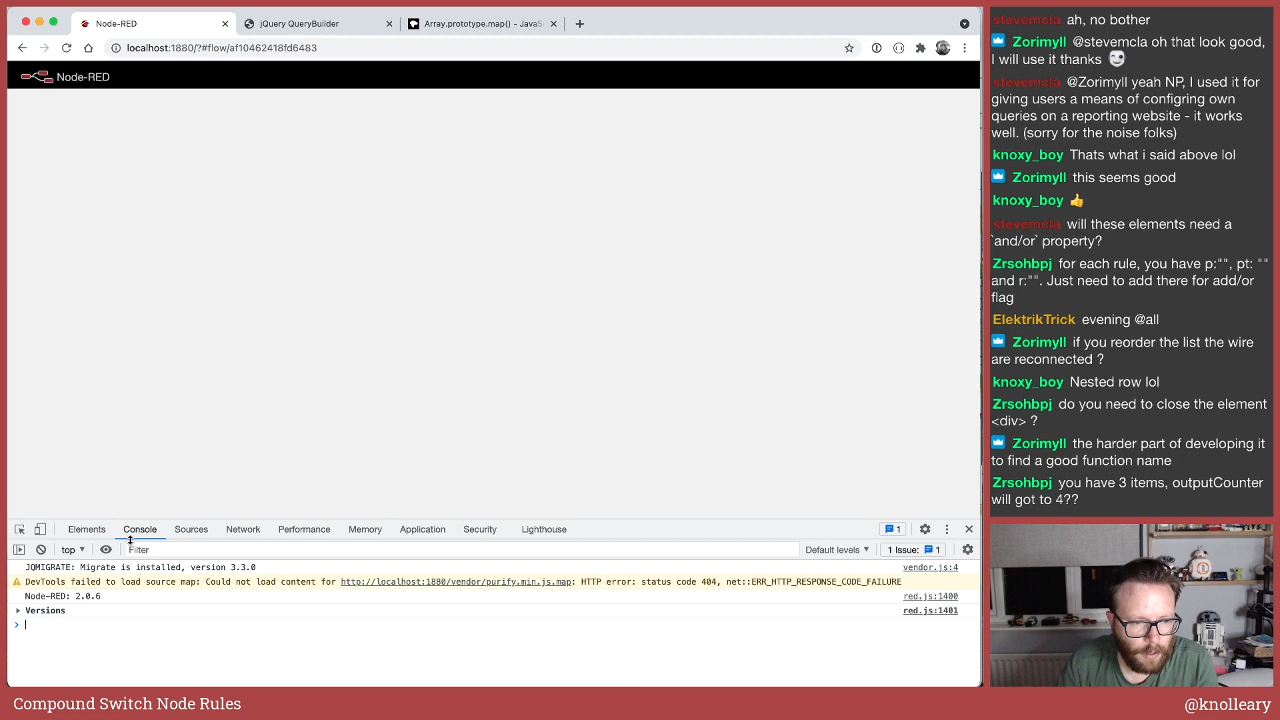 Node-RED
jQuery QueryBuilder
Array.prototype.map() - JavaS
localhost:1880/?#flow/af10462418fd6483
Node-RED
Elements
Console
Sources
Network
Performance
Memory
Application
Security
Lighthouse
1
top
Filter
Default levels
1 Issue:
1
JQMIGRATE: Migrate is installed, version 3.3.0
vendor.js:4
DevTools failed to load source map: Could not load content for http://localhost:1880/vendor/purify.min.js.map: HTTP error: status code 404, net::ERR_HTTP_RESPONSE_CODE_FAILURE
Node-RED: 2.0.6
red.js:1400
Versions
red.js:1401
stevemcla ah, no bother
Zorimyll @stevemcla oh that look good,
I will use it thanks
stevemcla @Zorimyll yeah NP, I used it for
giving users a means of configring own
queries on a reporting website - it works
well. (sorry for the noise folks)
knoxy_boy Thats what i said above lol
Zorimyll this seems good
knoxy_boy 👍
stevemcla will these elements need a
`and/or` property?
Zrsohbpj for each rule, you have p:"", pt: ""
and r:"". Just need to add there for add/or
flag
ElektrikTrick evening @all
Zorimyll if you reorder the list the wire
are reconnected ?
knoxy_boy Nested row lol
Zrsohbpj do you need to close the element
<div> ?
Zorimyll the harder part of developing it
to find a good function name
Zrsohbpj you have 3 items, outputCounter
will got to 4??
Compound Switch Node Rules
@knolleary